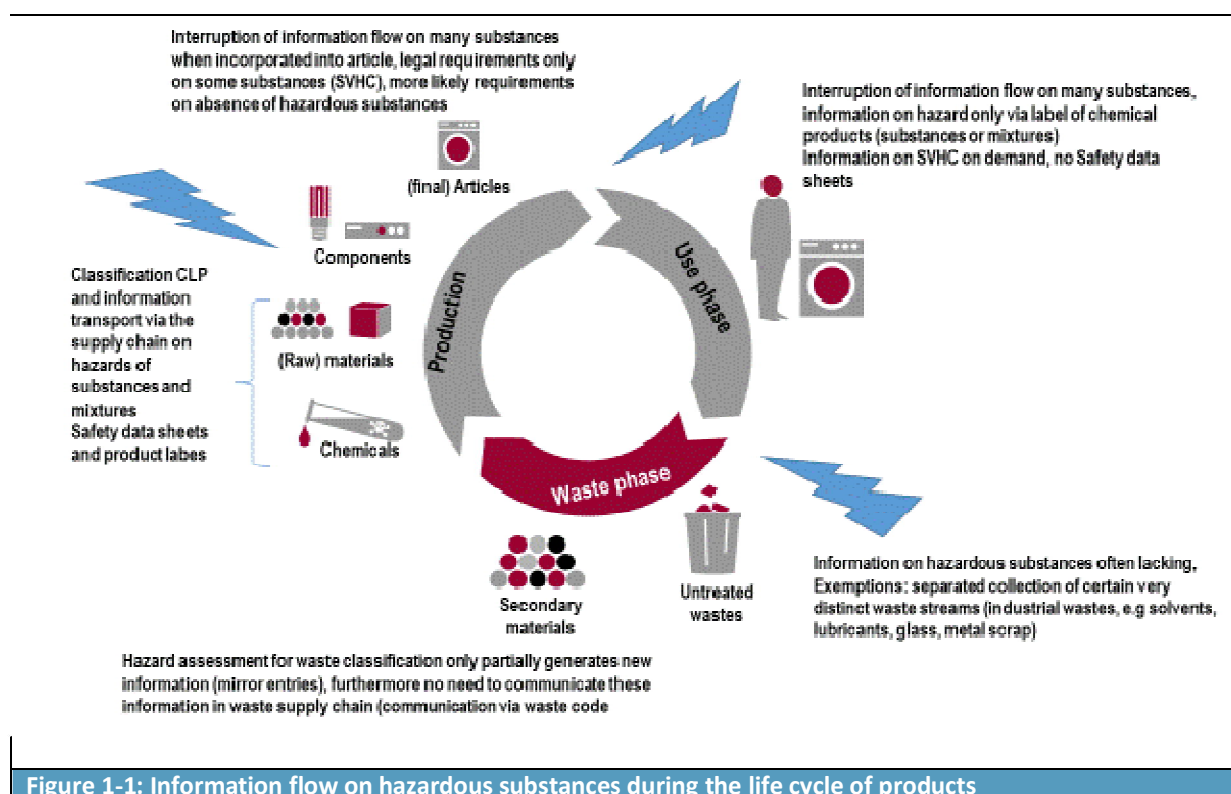 Interruption of information flow on many substances
when incorporated into article, legal requirements only
on some substances (SVHC), more likely requirements
on absence of hazardous substances
Interruption of information flow on many substances,
information on hazard only via label of chemical
products (substances or mixtures)
Information on SVHC on demand, no Safety data
sheets
(final) Articles
Components
Classification CLP
and information
transport via the
supply chain on
hazards of
substances and
mixtures
Safety data sheets
and product labes
(Raw) materials
Chemicals
Production
Use phase
Waste phase
Secondary
materials
Untreated
wastes
Information on hazardous substances often lacking,
Exemptions: separated collection of certain very
distinct waste streams (in dustrial wastes, e.g solvents,
lubricants, glass, metal scrap)
Hazard assessment for waste classification only partially generates new
information (mirror entries), furthermore no need to communicate these
information in waste supply chain (communication via waste code
Figure 1-1: Information flow on hazardous substances during the life cycle of products